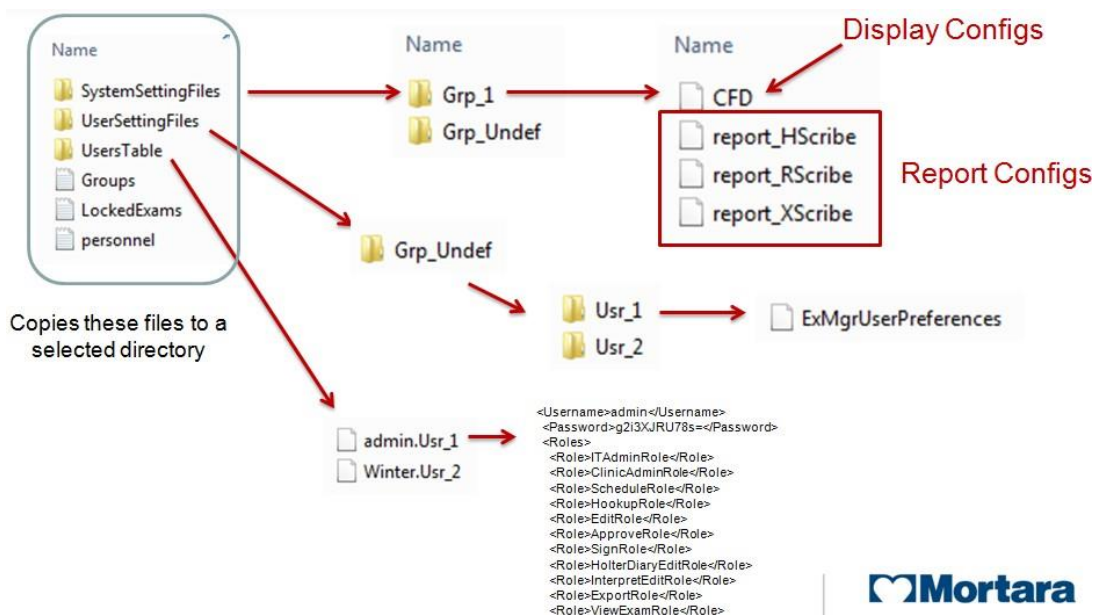 Name
SystemSettingFiles
UserSettingFiles
UsersTable
Groups
LockedExams
personnel
Copies these files to a
selected directory
Name
Grp_1
Grp_Undef
Name
CFD
report_HScribe
report_RScribe
report_XScribe
Display Configs
Report Configs
Grp_Undef
Usr_1
Usr_2
ExMgrUserPreferences
admin.Usr_1
Winter.Usr_2
<Username>admin</Username>
<Password>g2i3XJRU78s=</Password>
<Roles>
<Role>ITAdminRole</Role>
<Role>ClinicAdminRole</Role>
<Role>ScheduleRole</Role>
<Role>HookupRole</Role>
<Role>EditRole</Role>
<Role>ApproveRole</Role>
<Role>SignRole</Role>
<Role>HolterDiaryEditRole</Role>
<Role>InterpretEditRole</Role>
<Role>ExportRole</Role>
<Role>ViewExamRole</Role>
Mortara